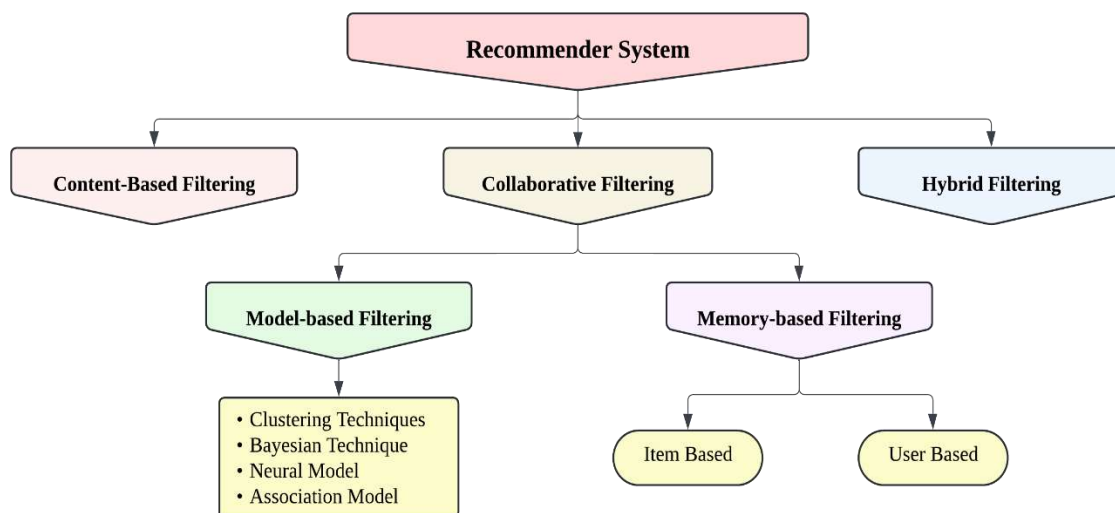 Recommender System
Content-Based Filtering
Collaborative Filtering
Hybrid Filtering
Model-based Filtering
Memory-based Filtering
• Clustering Techniques
• Bayesian Technique
• Neural Model
• Association Model
Item Based
User Based